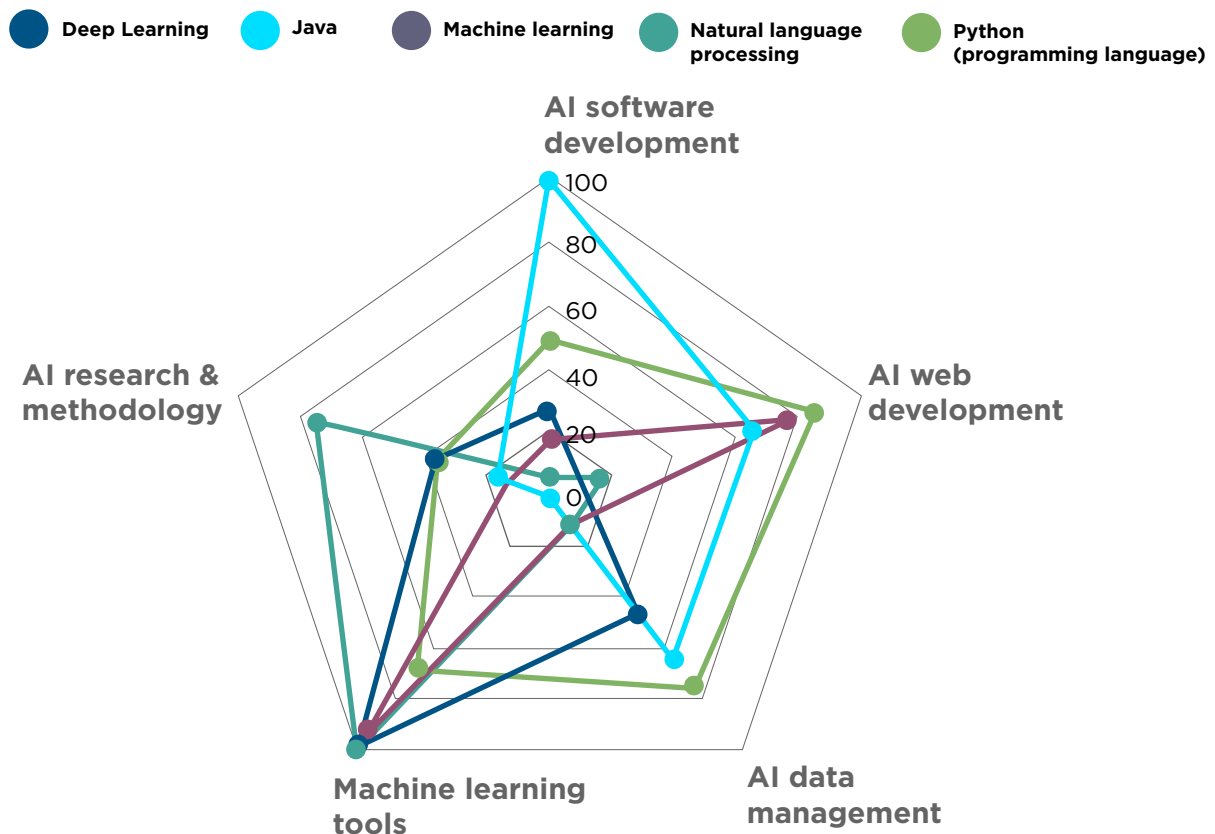 Deep Learning
Java
Machine learning
Natural language
processing
Python
(programming language)
AI software
development
100
80
60
40
20
0
AI web
development
AI research &
methodology
Machine learning
tools
AI data
management